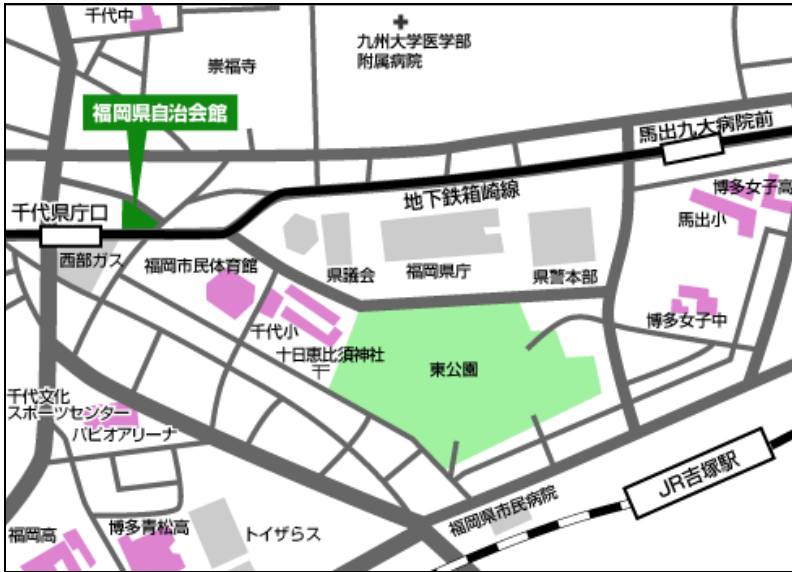 千代中
九州大学医学部
附属病院
崇福寺
福岡県自治会館
馬出九大病院前
地下鉄箱崎線
博多女子高
千代県庁口
馬出小
西部ガス
福岡市民体育館
県議会
福岡県庁
県警本部
千代小
博多女子中
十日恵比須神社
東公園
千代文化
スポーツセンター
パピオアリーナ
JR吉塚駅
福岡県市民病院
福岡高
博多青松高
トイザらス